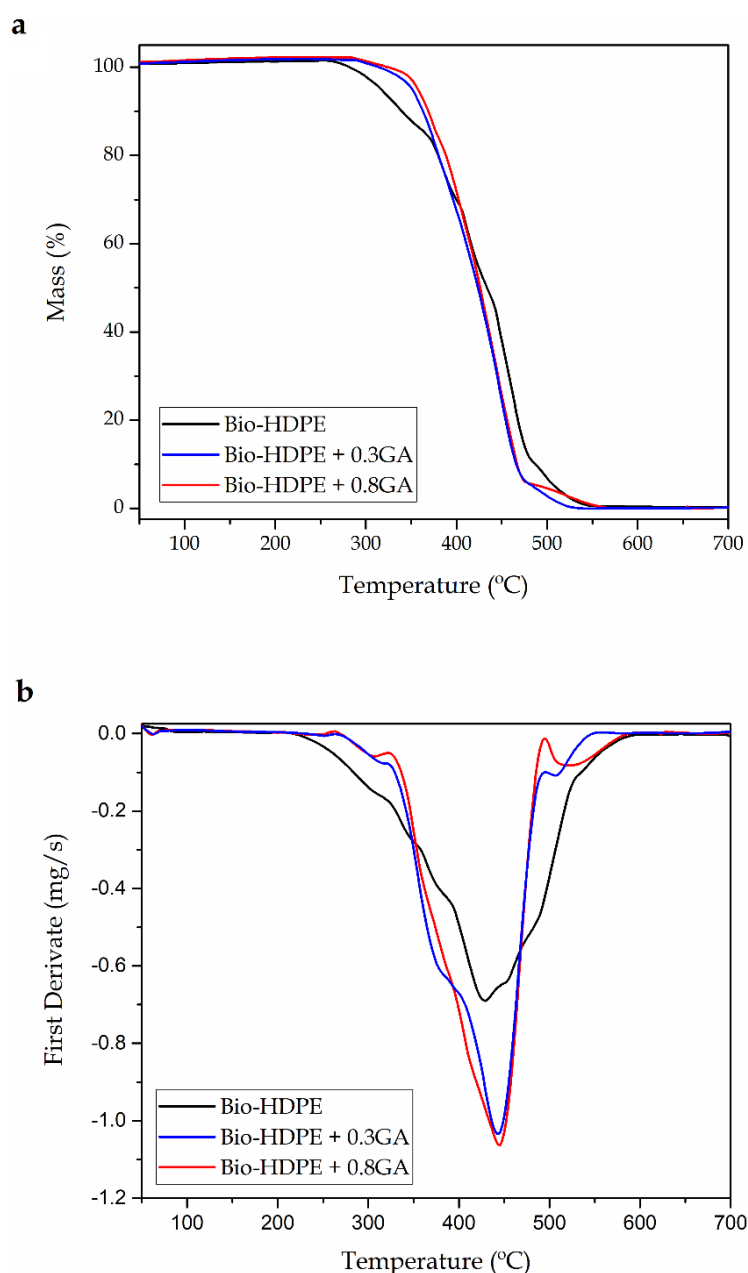 a
100
80
60
40
20
0
Mass (%)
Bio-HDPE
Bio-HDPE + 0.3GA
Bio-HDPE + 0.8GA
100 200 300 400 500 600 700
Temperature (ºC)
b
0.0
-0.2
-0.4
-0.6
-0.8
-1.0
-1.2
First Derivate (mg/s)
Bio-HDPE
Bio-HDPE + 0.3GA
Bio-HDPE + 0.8GA
100 200 300 400 500 600 700
Temperature (ºC)